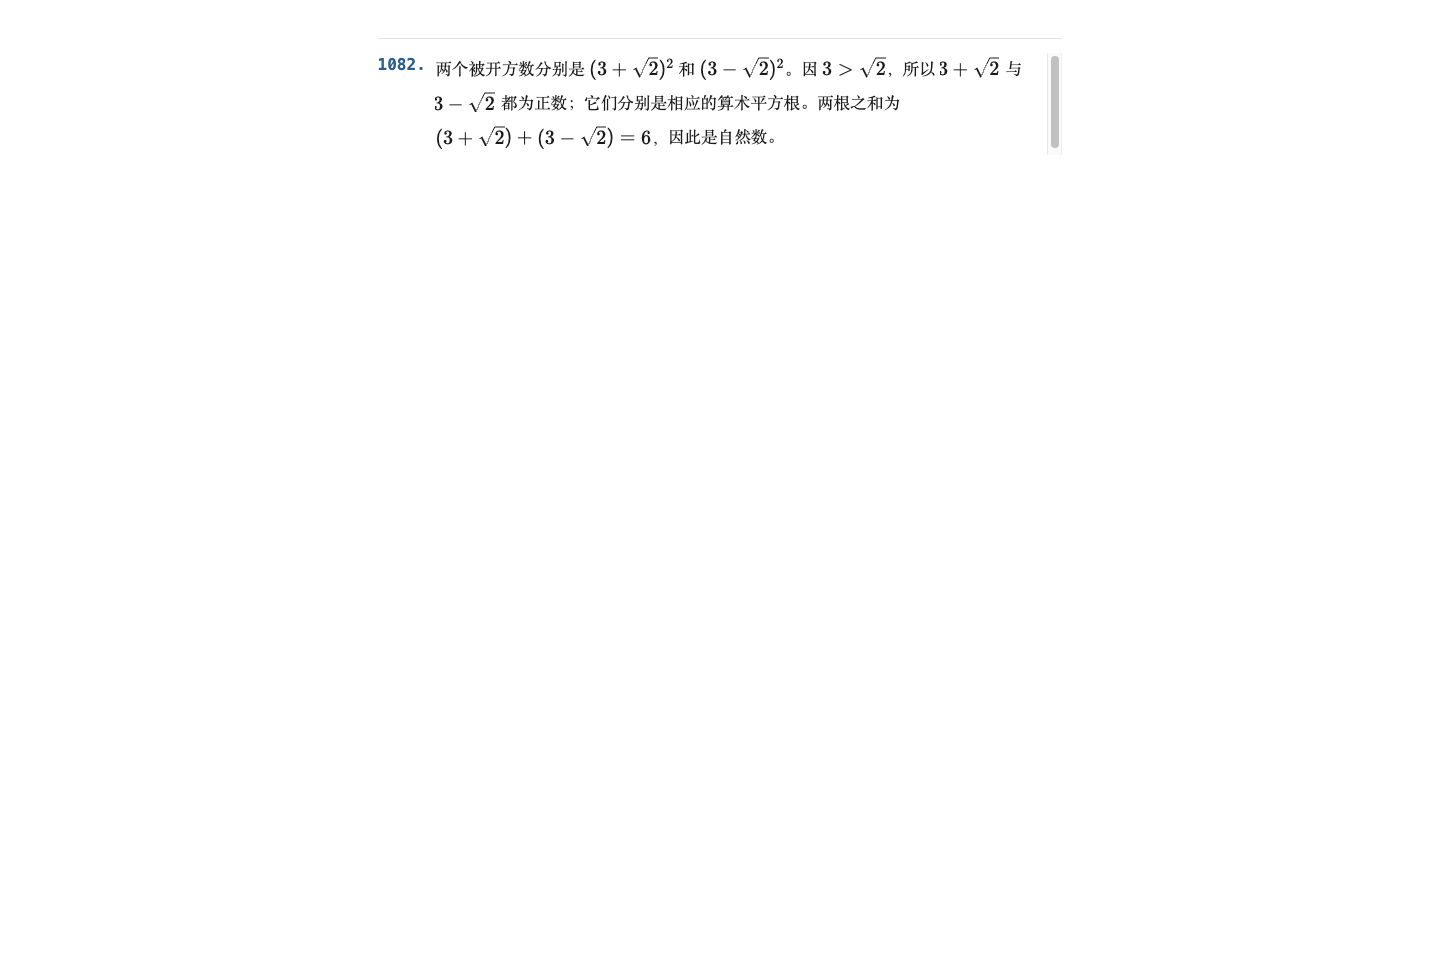 1082. 两个被开方数分别是 (3 + √2)² 和 (3 − √2)²。因 3 > √2，所以 3 + √2 与
3 − √2 都为正数；它们分别是相应的算术平方根。两根之和为
(3 + √2) + (3 − √2) = 6，因此是自然数。